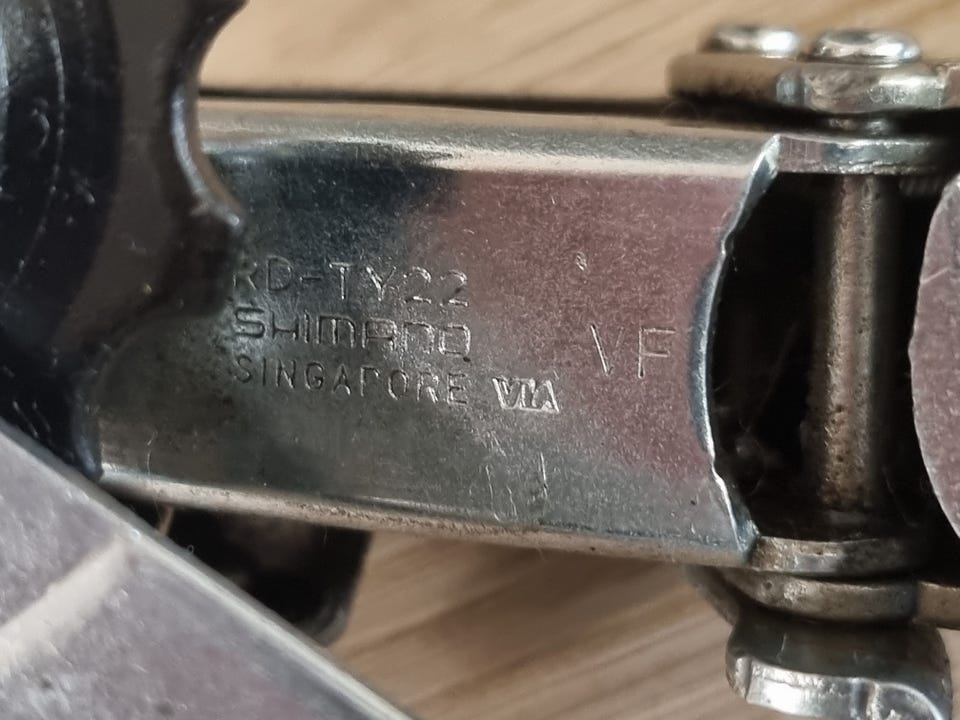 RD-TY22
SHIMANO
SINGAPORE VIA
VF